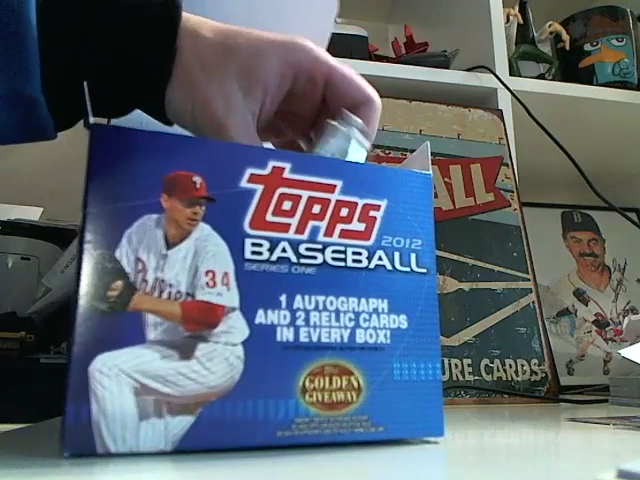 TOPPS
2012
BASEBALL
SERIES ONE
1 AUTOGRAPH
AND 2 RELIC CARDS
IN EVERY BOX!
GOLDEN
GIVEAWAY
Phillies
34
P
ALL
URE CARDS
B